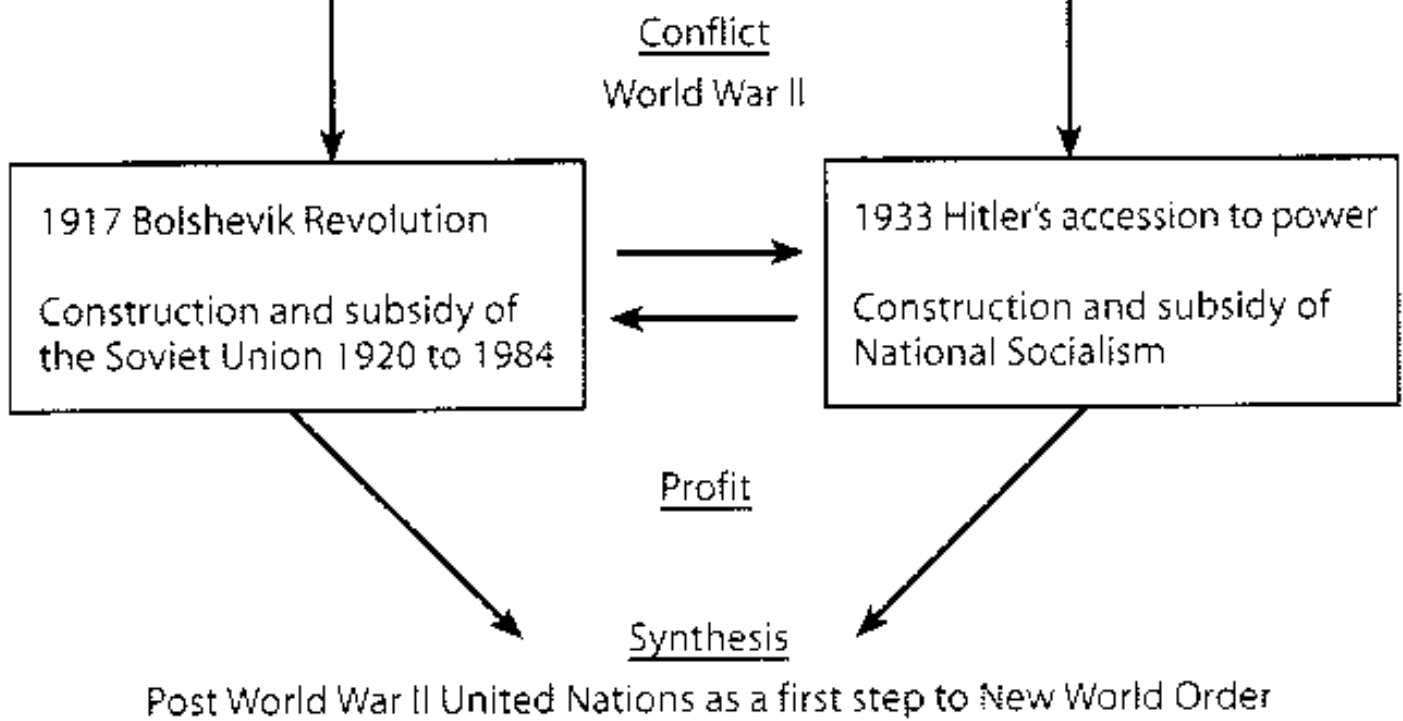 Conflict
World War II
1917 Bolshevik Revolution
Construction and subsidy of
the Soviet Union 1920 to 1984
1933 Hitler's accession to power
Construction and subsidy of
National Socialism
Profit
Synthesis
Post World War II United Nations as a first step to New World Order